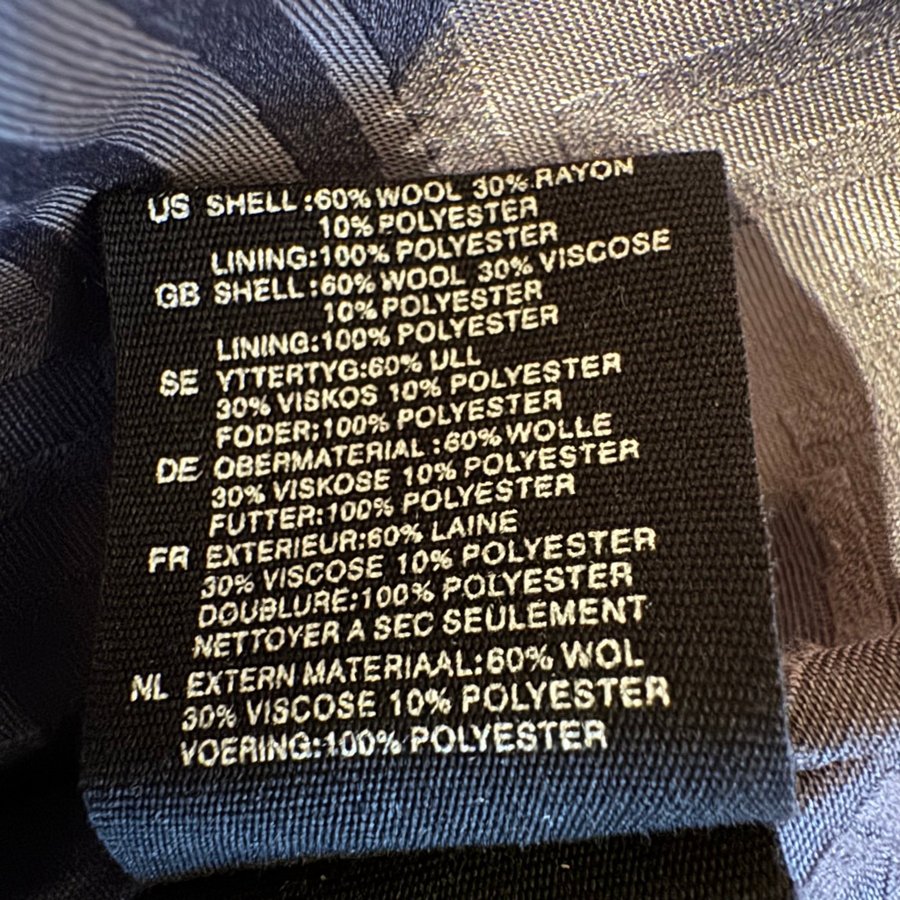 US SHELL:60% WOOL 30% RAYON
10% POLYESTER
LINING:100% POLYESTER
GB SHELL:60% WOOL 30% VISCOSE
10% POLYESTER
LINING:100% POLYESTER
SE YTTERTYG:60% ULL
30% VISKOS 10% POLYESTER
FODER:100% POLYESTER
DE OBERMATERIAL:60% WOLLE
30% VISKOSE 10% POLYESTER
FUTTER:100% POLYESTER
FR EXTERIEUR:60% LAINE
30% VISCOSE 10% POLYESTER
DOUBLURE:100% POLYESTER
NETTOYER A SEC SEULEMENT
NL EXTERN MATERIAAL:60% WOL
30% VISCOSE 10% POLYESTER
VOERING:100% POLYESTER